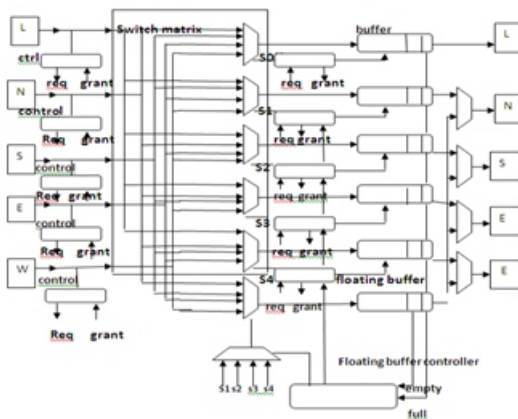 L
Switch matrix
buffer
L
ctrl
S0
req grant
req grant
N
N
control
S1
Req grant
req grant
S
S
control
S2
Req grant
req grant
E
E
control
S3
Req grant
req grant
W
E
control
S4
floating buffer
req grant
Req grant
Floating buffer controller
S1 s2 s3 s4
empty
full